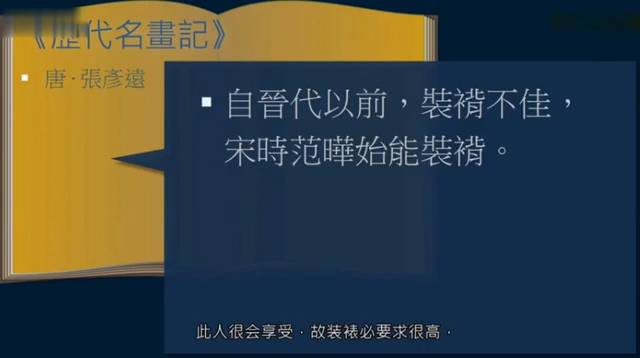 《歷代名畫記》
唐·張彥遠
自晉代以前，裝褙不佳，
宋時范曄始能裝褙。
此人很会享受，故装裱必要求很高，